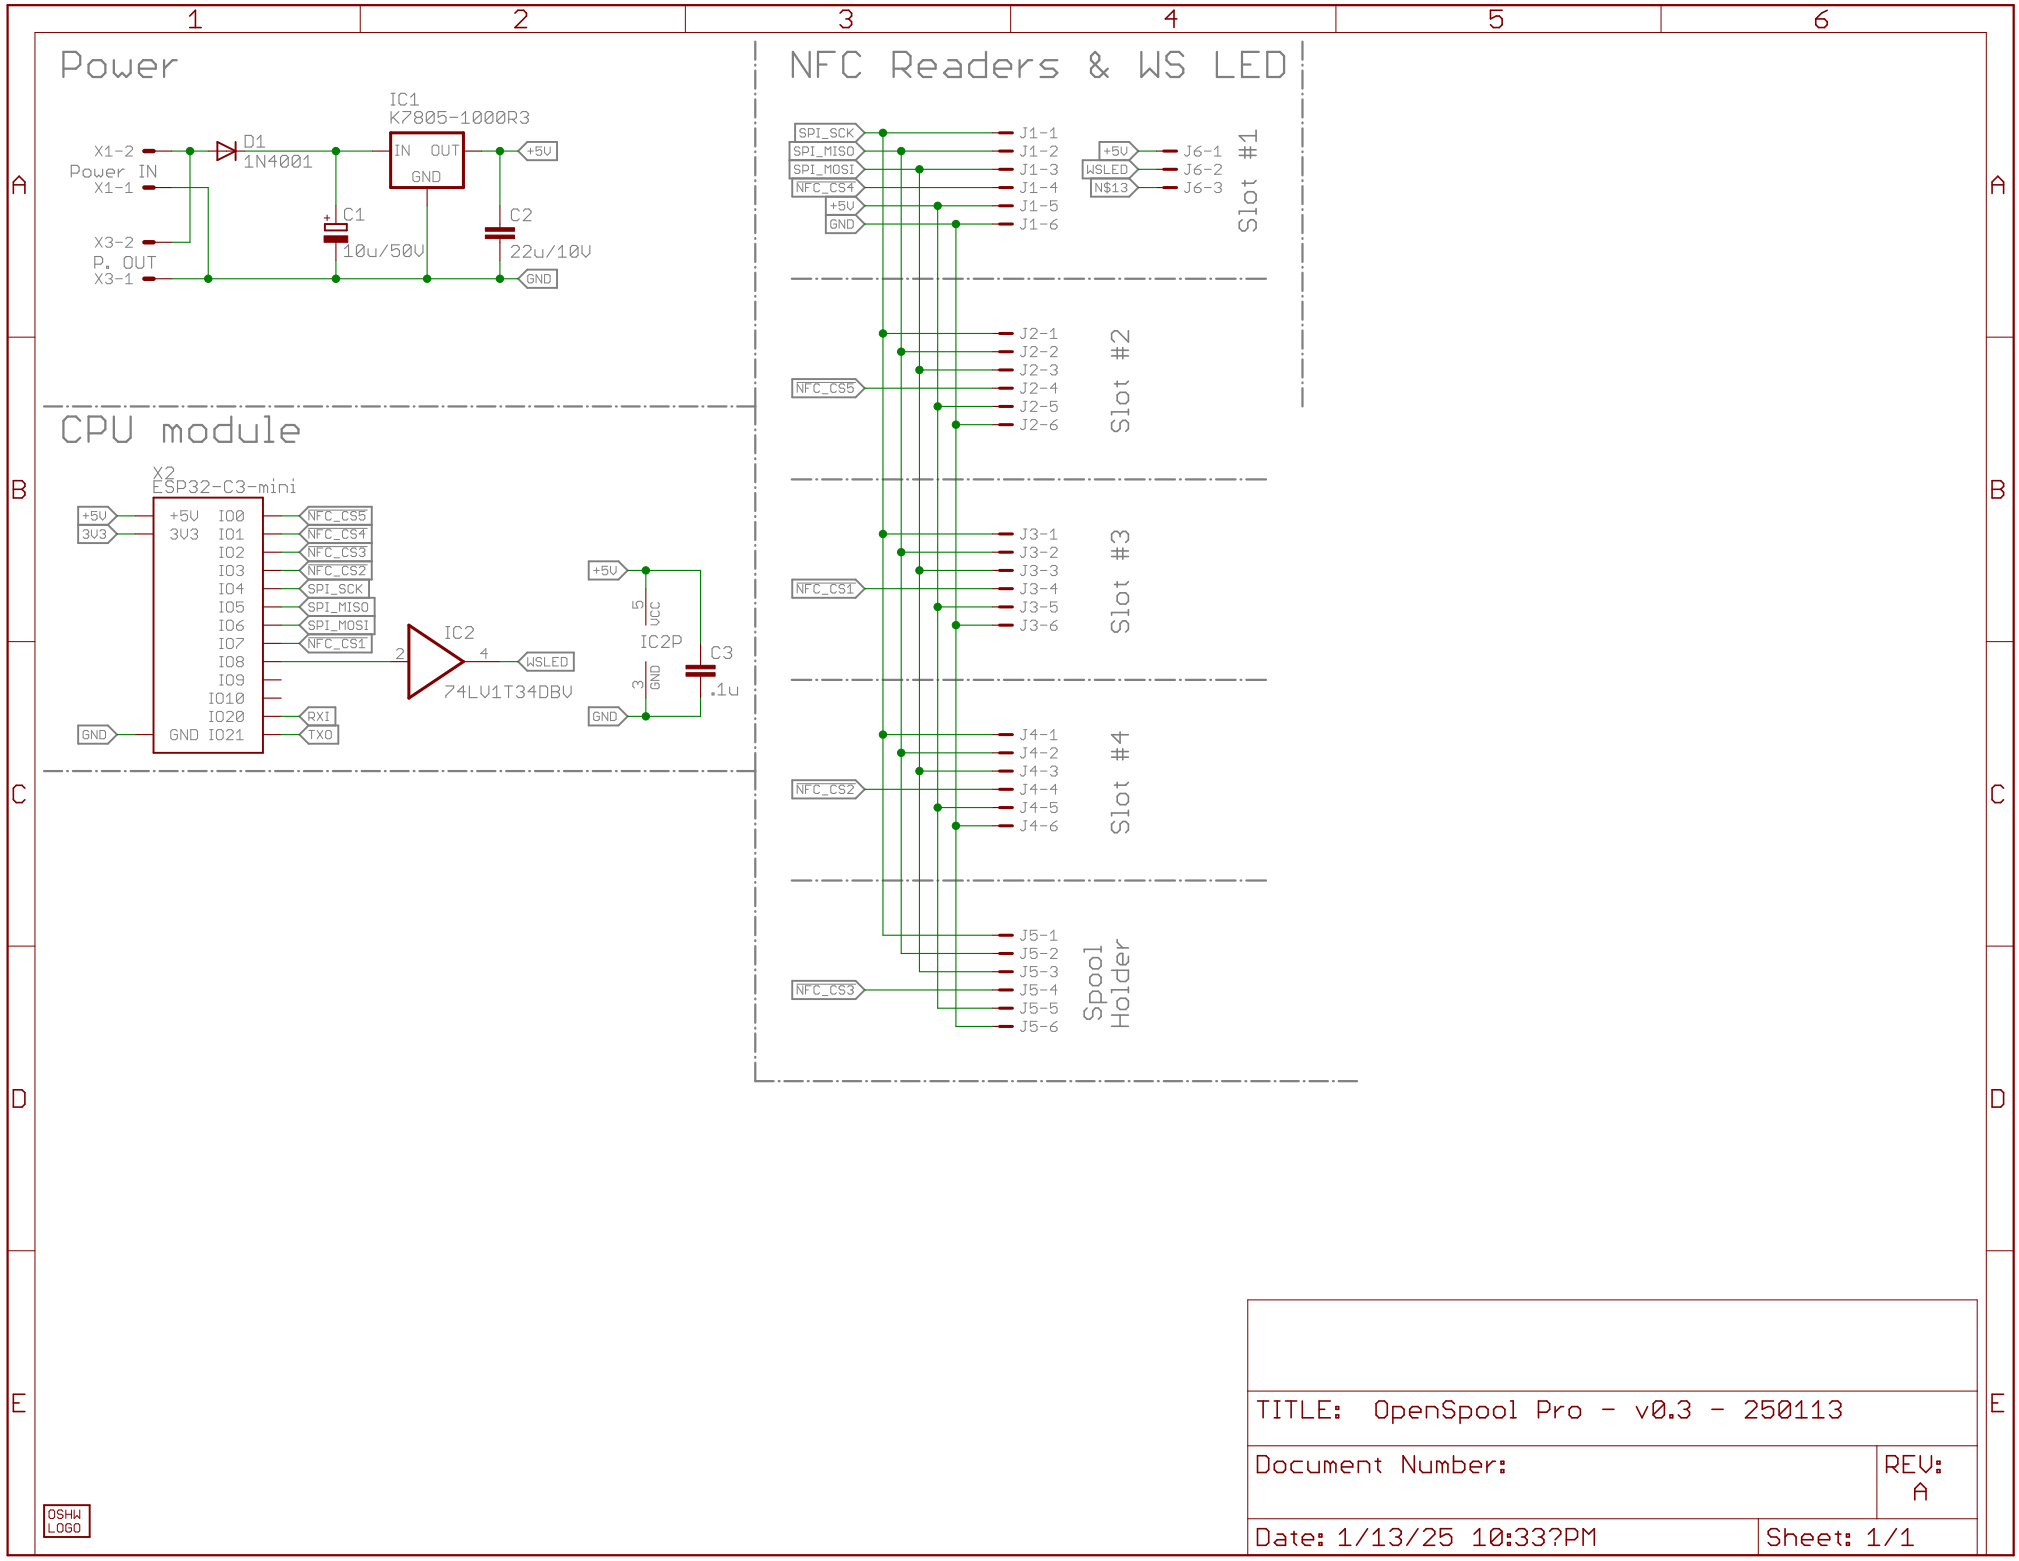 1 2 3 4 5 6
A A
B B
C C
D D
E E
Power
IC1
K7805-1000R3
D1
1N4001
X1-2
Power IN
X1-1
IN OUT
GND
+5V
C1
+
10u/50V
C2
22u/10V
X3-2
P. OUT
X3-1
GND
CPU module
X2
ESP32-C3-mini
+5V +5V IO0 NFC_CS5
3V3 3V3 IO1 NFC_CS4
IO2 NFC_CS3
IO3 NFC_CS2
IO4 SPI_SCK
IO5 SPI_MISO
IO6 SPI_MOSI
IO7 NFC_CS1
IO8
IO9
IO10
IO20 RXI
GND GND IO21 TXO
IC2
2 4
WSLED
74LV1T34DBV
+5V
5 VCC
IC2P
3 GND
GND
C3
.1u
NFC Readers & WS LED
SPI_SCK J1-1
SPI_MISO J1-2
SPI_MOSI J1-3
NFC_CS4 J1-4
+5V J1-5
GND J1-6
+5V J6-1
WSLED J6-2
N$13 J6-3
Slot #1
J2-1
J2-2
J2-3
NFC_CS5 J2-4
J2-5
J2-6
Slot #2
J3-1
J3-2
J3-3
NFC_CS1 J3-4
J3-5
J3-6
Slot #3
J4-1
J4-2
J4-3
NFC_CS2 J4-4
J4-5
J4-6
Slot #4
J5-1
J5-2
J5-3
NFC_CS3 J5-4
J5-5
J5-6
Spool
Holder
TITLE: OpenSpool Pro - v0.3 - 250113
Document Number:
REV:
A
Date: 1/13/25 10:33?PM
Sheet: 1/1
OSHW
LOGO